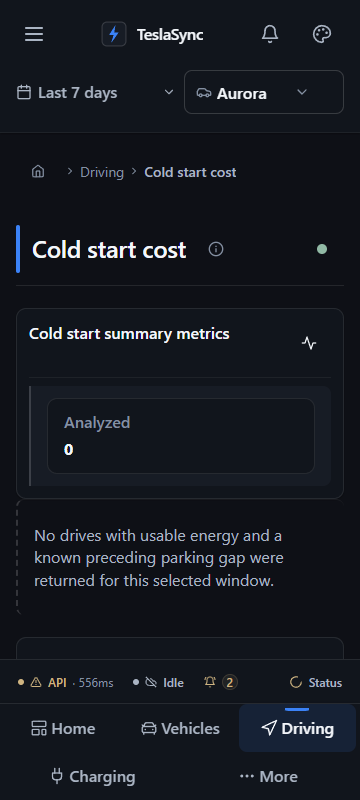 TeslaSync
Last 7 days
Aurora
Driving
Cold start cost
Cold start cost
Cold start summary metrics
Analyzed
0
No drives with usable energy and a
known preceding parking gap were
returned for this selected window.
API · 556ms
Idle
2
Status
Home
Vehicles
Driving
Charging
More